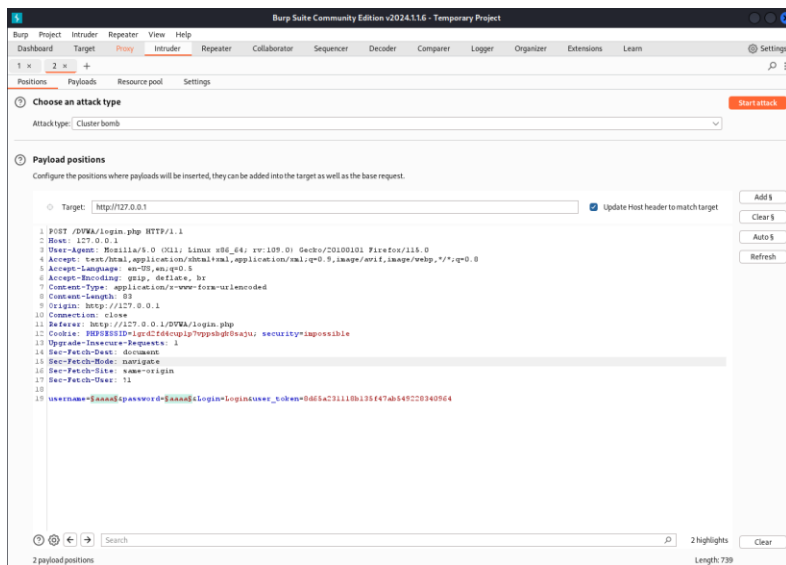 Burp Suite Community Edition v2024.1.1.6 - Temporary Project
Burp Project Intruder Repeater View Help
Dashboard Target Proxy Intruder Repeater Collaborator Sequencer Decoder Comparer Logger Organizer Extensions Learn Settings
1 × 2 × +
Positions Payloads Resource pool Settings
Choose an attack type
Start attack
Attack type: Cluster bomb
Payload positions
Configure the positions where payloads will be inserted, they can be added into the target as well as the base request.
Add §
Target: http://127.0.0.1 Update Host header to match target
Clear §
1 POST /DVWA/login.php HTTP/1.1
2 Host: 127.0.0.1
3 User-Agent: Mozilla/5.0 (X11; Linux x86_64; rv:109.0) Gecko/20100101 Firefox/115.0
Auto §
4 Accept: text/html,application/xhtml+xml,application/xml;q=0.9,image/avif,image/webp,*/*;q=0.8
5 Accept-Language: en-US,en;q=0.5
Refresh
6 Accept-Encoding: gzip, deflate, br
7 Content-Type: application/x-www-form-urlencoded
8 Content-Length: 83
9 Origin: http://127.0.0.1
10 Connection: close
11 Referer: http://127.0.0.1/DVWA/login.php
12 Cookie: security=impossible
13 Upgrade-Insecure-Requests: 1
14 Sec-Fetch-Dest: document
15 Sec-Fetch-Mode: navigate
16 Sec-Fetch-Site: same-origin
17 Sec-Fetch-User: ?1
18
19 username=§aaaa§&password=§aaaa§&Login=Login&user_token=
Search
2 highlights
Clear
2 payload positions
Length: 739